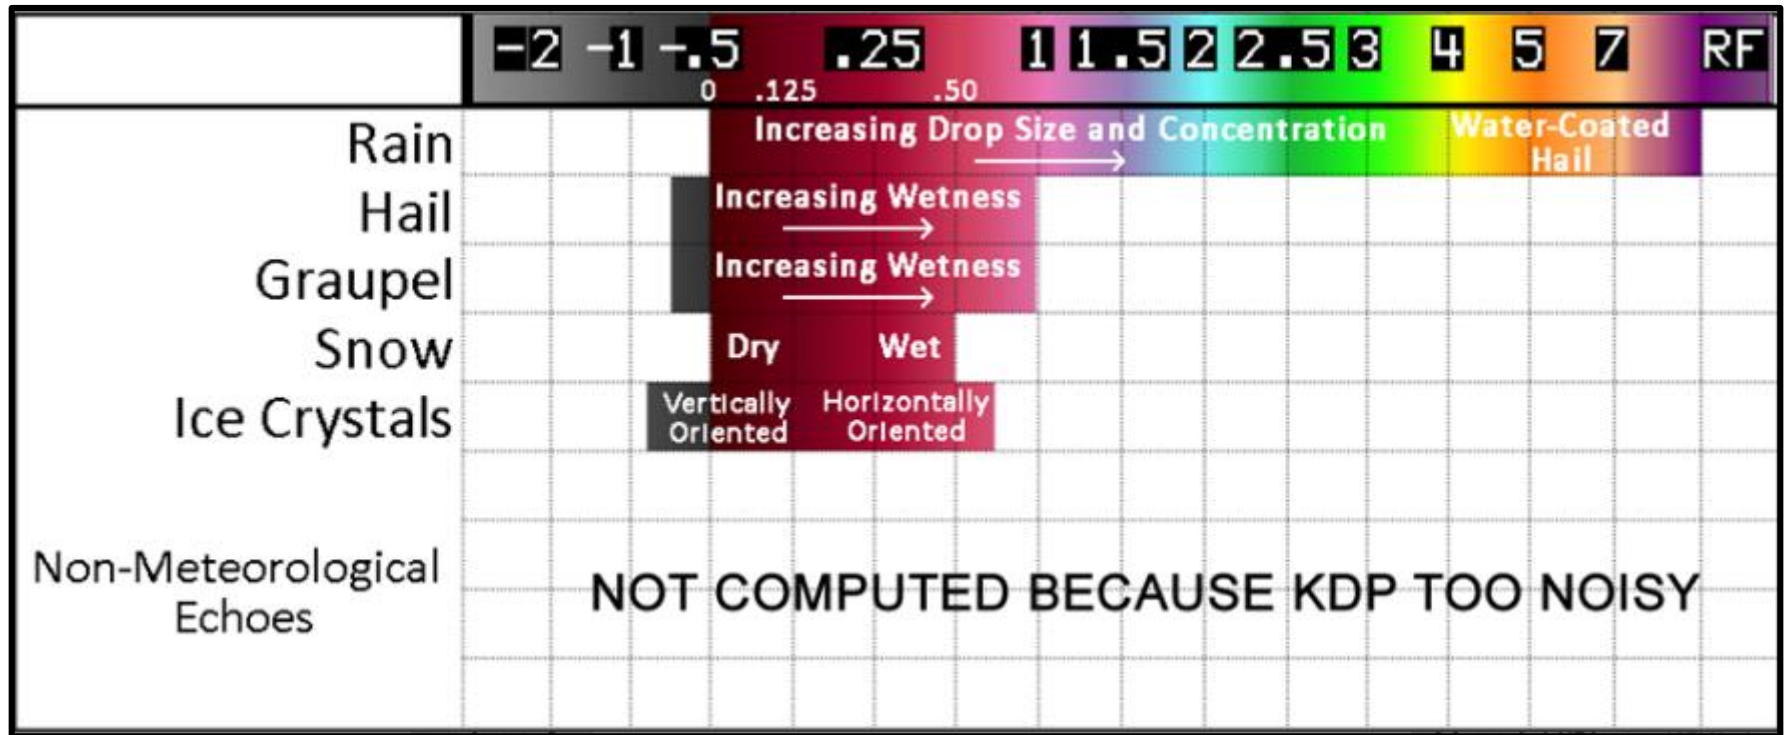 -2 -1 -.5 .25 1 1.5 2 2.5 3 4 5 7 RF
0 .125 .50
Rain
Increasing Drop Size and Concentration
Water-Coated
Hail
Hail
Increasing Wetness
Graupel
Increasing Wetness
Snow
Dry Wet
Ice Crystals
Vertically
Oriented
Horizontally
Oriented
Non-Meteorological
Echoes
NOT COMPUTED BECAUSE KDP TOO NOISY